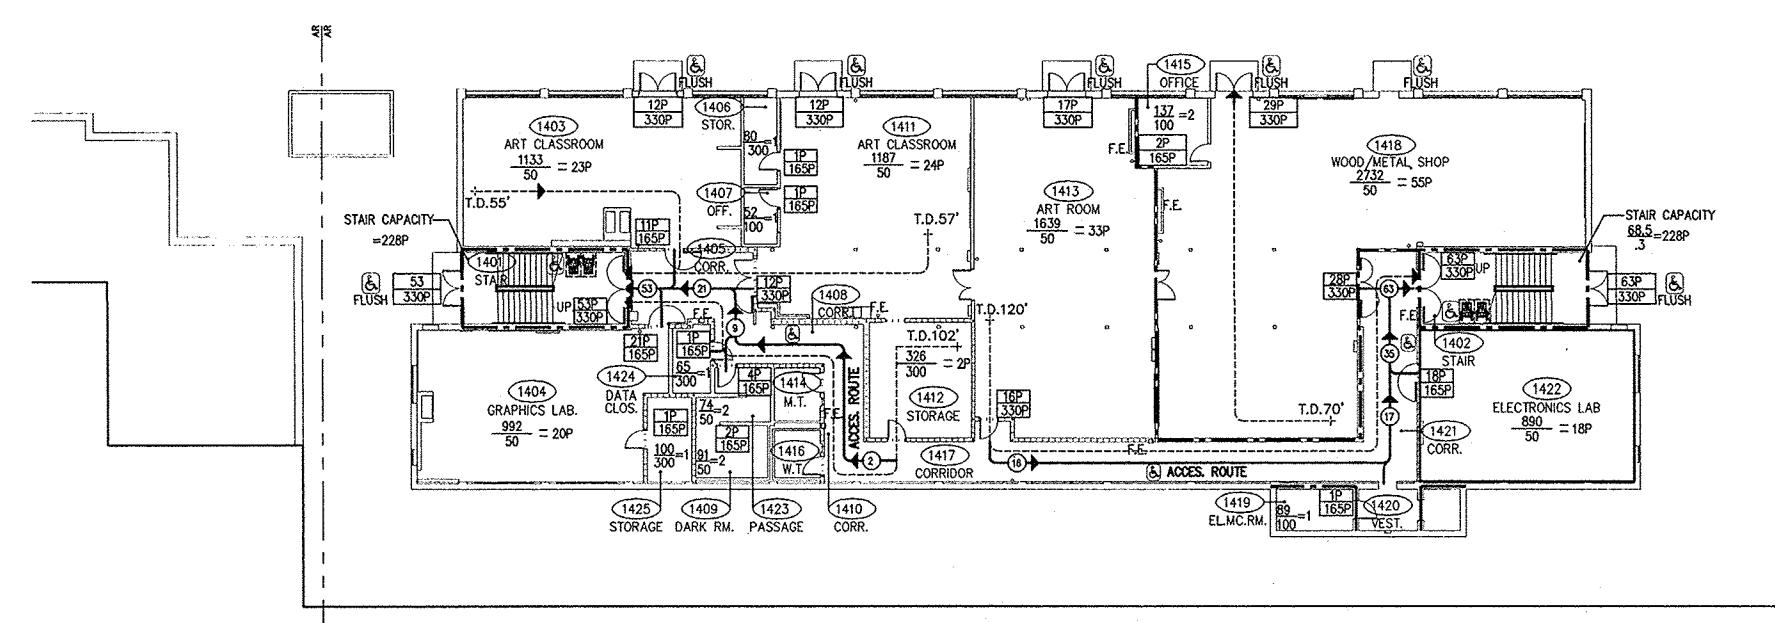 AR
AR
FLUSH
FLUSH
FLUSH
1415
OFFICE
FLUSH
FLUSH
12P
330P
1406
STOR.
12P
330P
17P
330P
137
100 =2
29P
330P
1403
ART CLASSROOM
1133
50 = 23P
80
300
1P
165P
1411
ART CLASSROOM
1187
50 = 24P
F.E.
2P
165P
1418
WOOD/METAL SHOP
2732
50 = 55P
T.D.55'
1407
OFF.
52
100 =1
1P
165P
T.D.57'
1413
ART ROOM
1639
50 = 33P
F.E.
STAIR CAPACITY
=228P
11P
165P
1405
CORR.
STAIR CAPACITY
68.5
.3 =228P
1401
STAIR
UP
53
330P
FLUSH
53P
330P
53
21
12P
330P
1408
CORR.
F.E.
F.E.
T.D.120'
28P
330P
63
63P
330P
UP
F.E.
63P
330P
FLUSH
9
21P
165P
1P
165P
T.D.102'
326
300 = 2P
35
1402
STAIR
1424
DATA
CLOS.
65
300 =1
4P
165P
1414
M.T.
1404
GRAPHICS LAB.
992
50 = 20P
1412
STORAGE
16P
330P
T.D.70'
18P
165P
1422
ELECTRONICS LAB
890
50 = 18P
1P
165P
74
50 =2
F.E.
ACCES. ROUTE
17
2P
165P
1421
CORR.
100
300 =1
91
50 =2
1416
W.T.
2
1417
CORRIDOR
16
F.E.
ACCES. ROUTE
1425
STORAGE
1409
DARK RM.
1423
PASSAGE
1410
CORR.
1419
EL.MC.RM.
89
100 =1
1P
165P
1420
VEST.